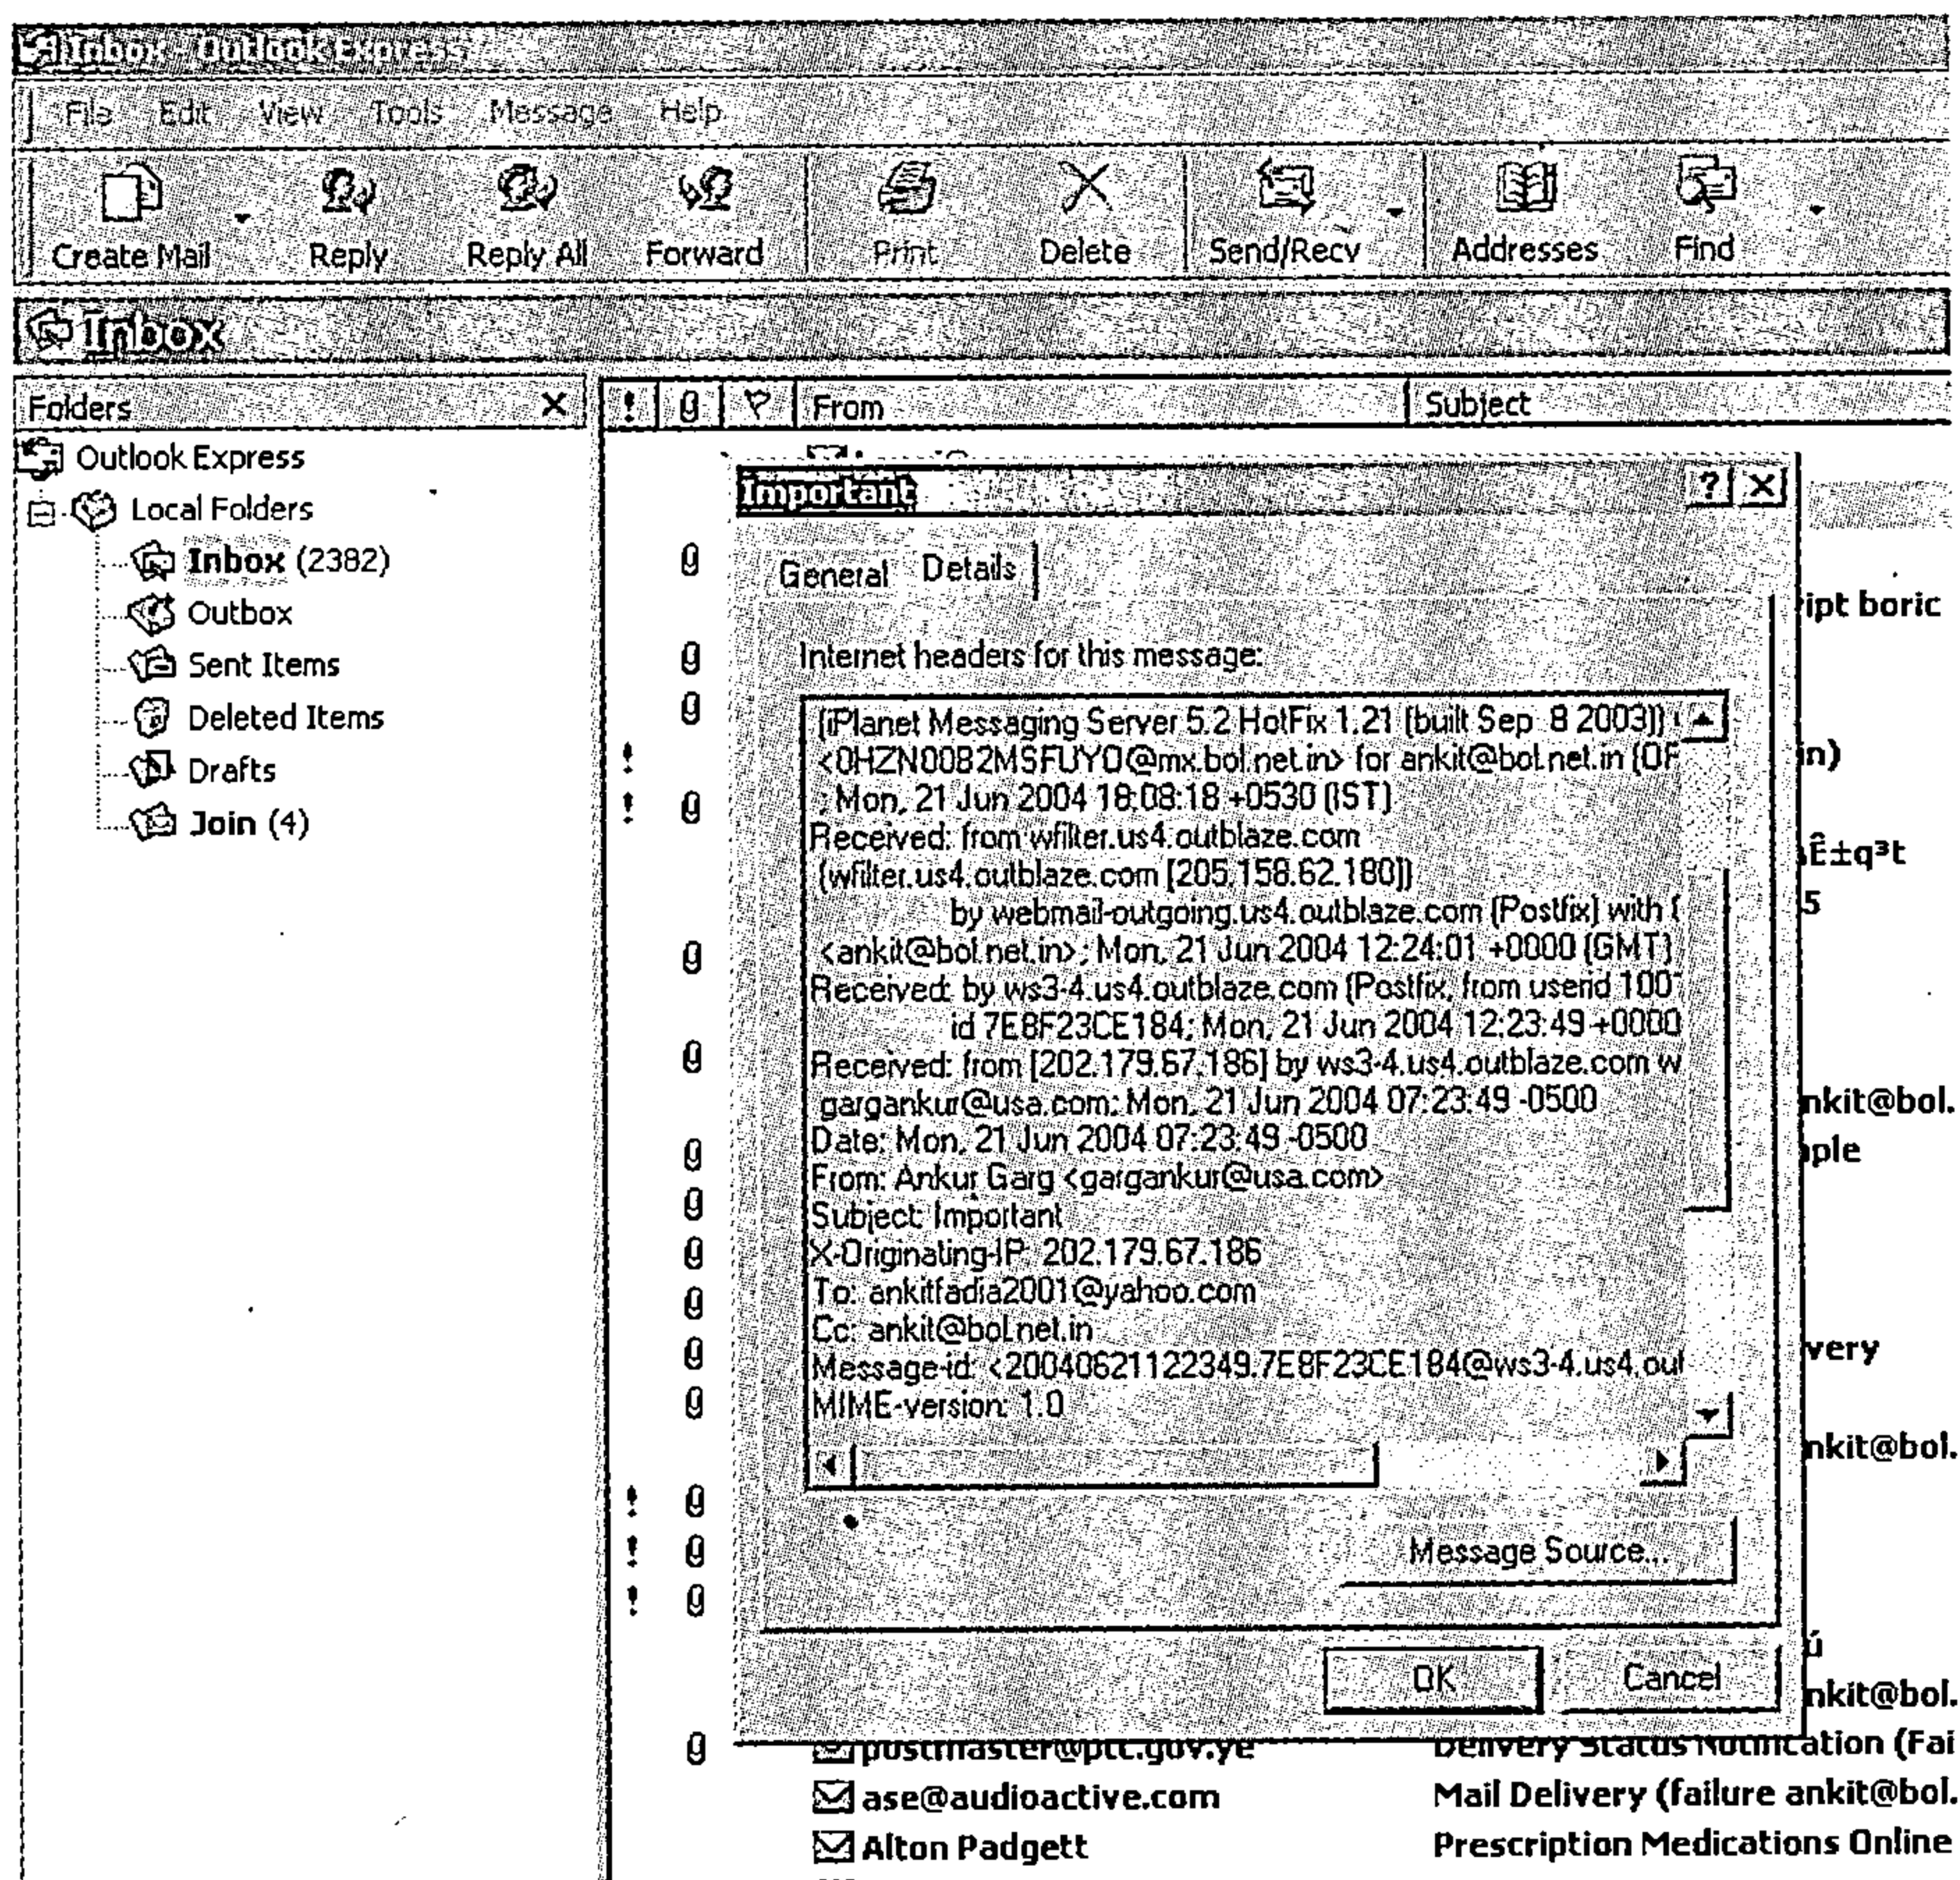 Inbox - Outlook Express
File Edit View Tools Message Help
Create Mail Reply Reply All Forward Print Delete Send/Recv Addresses Find
Inbox
Folders × ! From Subject
Outlook Express
Local Folders
Inbox (2382)
Outbox
Sent Items
Deleted Items
Drafts
Join (4)
Important ? X
General Details
Internet headers for this message:
(iPlanet Messaging Server 5.2 HotFix 1.21 (built Sep 8 2003))
<0HZN00B2MSFUYO@mx.bol.net.in> for ankit@bol.net.in (OF
; Mon, 21 Jun 2004 18:08:18 +0530 (IST)
Received: from wfilter.us4.outblaze.com
(wfilter.us4.outblaze.com [205.158.62.180])
by webmail-outgoing.us4.outblaze.com (Postfix) with
<ankit@bol.net.in>; Mon, 21 Jun 2004 12:24:01 +0000 (GMT)
Received: by ws3-4.us4.outblaze.com (Postfix, from userid 100
id 7E8F23CE184; Mon, 21 Jun 2004 12:23:49 +0000
Received: from [202.179.67.186] by ws3-4.us4.outblaze.com w
gargankur@usa.com; Mon, 21 Jun 2004 07:23:49 -0500
Date: Mon, 21 Jun 2004 07:23:49 -0500
From: Ankur Garg <gargankur@usa.com>
Subject: Important
X-Originating-IP: 202.179.67.186
To: ankitfadia2001@yahoo.com
Cc: ankit@bol.net.in
Message-id: <20040621122349.7E8F23CE184@ws3-4.us4.out
MIME-version: 1.0
Message Source...
OK Cancel
ipt boric
in)
Ê±q³t
5
nkit@bol.
ple
very
nkit@bol.
ú
nkit@bol.
postmaster@ptc.gov.ye Delivery Status Notification (Fai
ase@audioactive.com Mail Delivery (failure ankit@bol.
Alton Padgett Prescription Medications Online